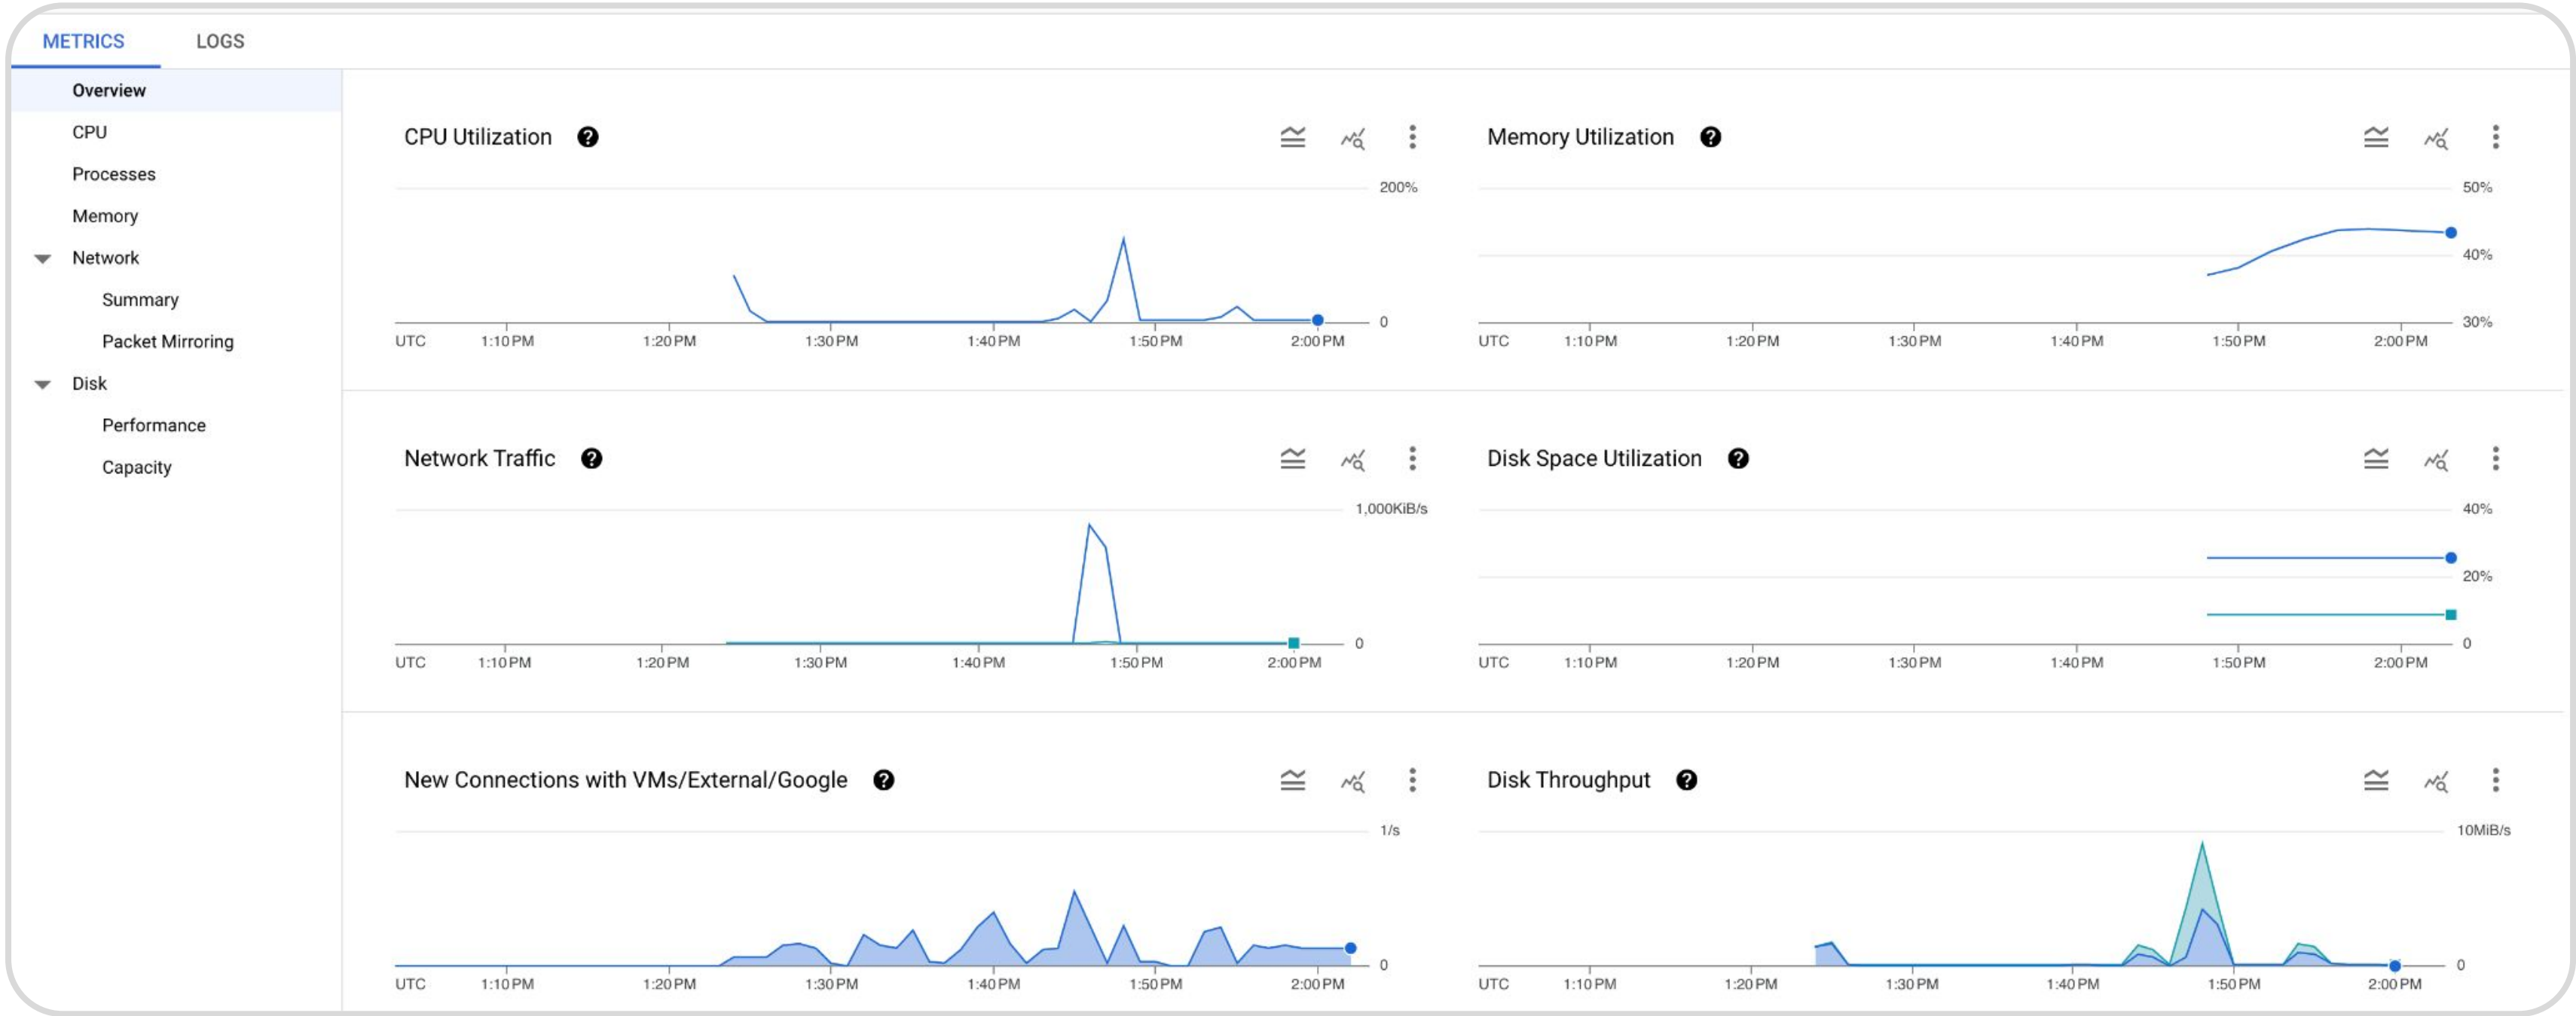 METRICS LOGS
Overview
CPU
Processes
Memory
Network
Summary
Packet Mirroring
Disk
Performance
Capacity
CPU Utilization ?
200%
0
UTC 1:10 PM 1:20 PM 1:30 PM 1:40 PM 1:50 PM 2:00 PM
Memory Utilization ?
50%
40%
30%
UTC 1:10 PM 1:20 PM 1:30 PM 1:40 PM 1:50 PM 2:00 PM
Network Traffic ?
1,000KiB/s
0
UTC 1:10 PM 1:20 PM 1:30 PM 1:40 PM 1:50 PM 2:00 PM
Disk Space Utilization ?
40%
20%
0
UTC 1:10 PM 1:20 PM 1:30 PM 1:40 PM 1:50 PM 2:00 PM
New Connections with VMs/External/Google ?
1/s
0
UTC 1:10 PM 1:20 PM 1:30 PM 1:40 PM 1:50 PM 2:00 PM
Disk Throughput ?
10MiB/s
0
UTC 1:10 PM 1:20 PM 1:30 PM 1:40 PM 1:50 PM 2:00 PM